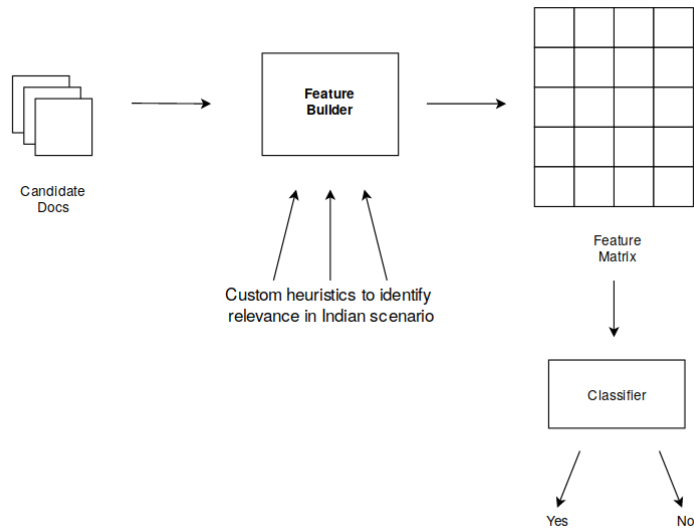 Feature
Builder
Candidate
Docs
Custom heuristics to identify
relevance in Indian scenario
Feature
Matrix
Classifier
Yes
No